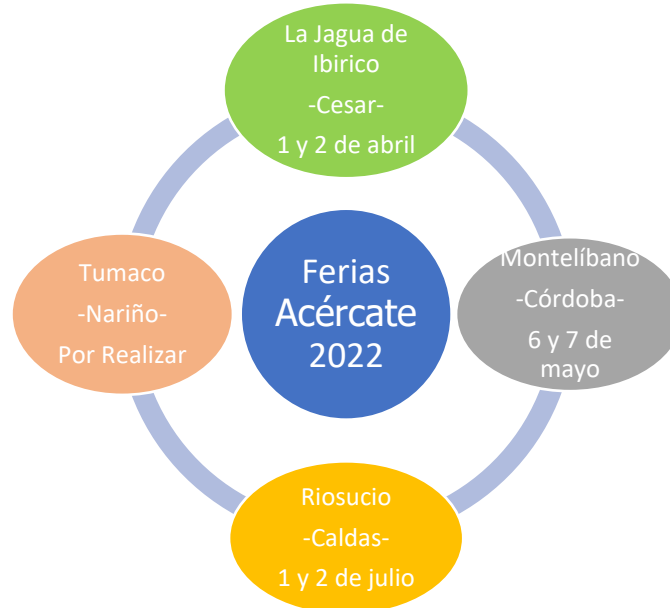 La Jagua de
Ibirico
-Cesar-
1 y 2 de abril
Montelíbano
-Córdoba-
6 y 7 de
mayo
Riosucio
-Caldas-
1 y 2 de julio
Tumaco
-Nariño-
Por Realizar
Ferias
Acércate
2022